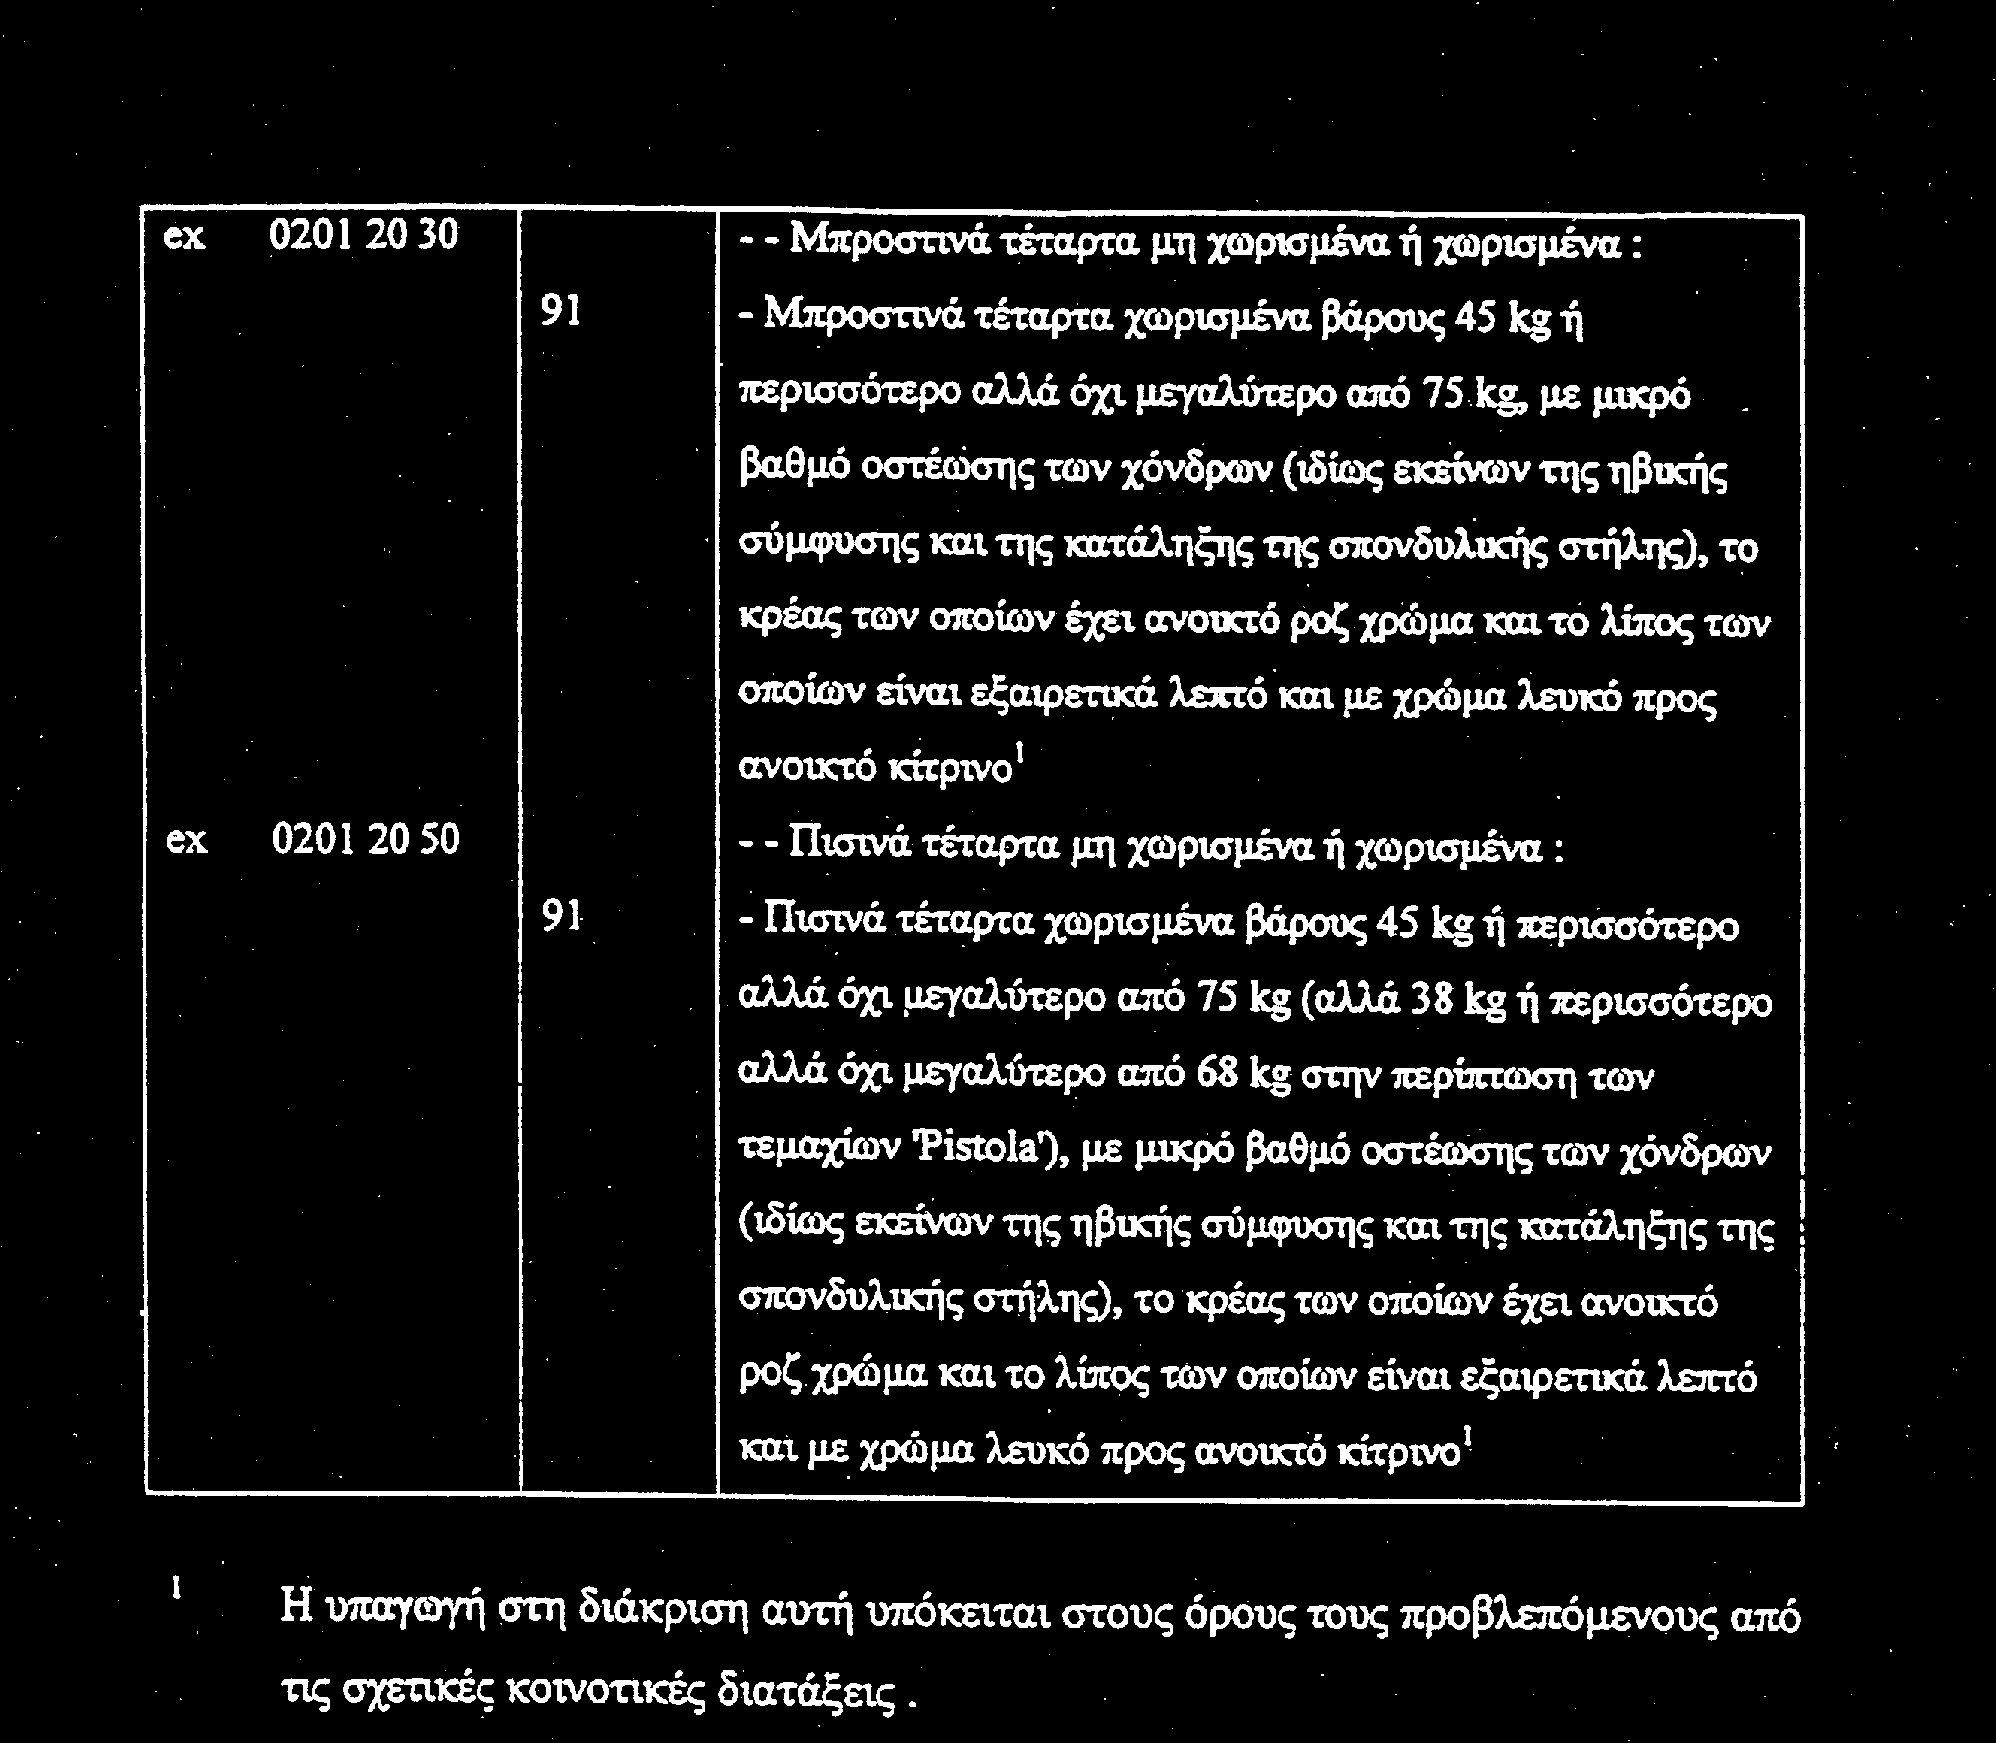 ex 0201 20 30 - - Μπροστινά τέταρτα μη χωρισμένα ή χωρισμένα :
91 - Μπροστινά τέταρτα χωρισμένα βάρους 45 kg ή
περισσότερο αλλά όχι μεγαλύτερο από 75 kg, με μικρό
βαθμό οστέωσης των χόνδρων (ιδίως εκείνων της ηβικής
σύμφυσης και της κατάληξης της σπονδυλικής στήλης), το
κρέας των οποίων έχει ανοικτό ροζ χρώμα και το λίπος των
οποίων είναι εξαιρετικά λεπτό και με χρώμα λευκό προς
ανοικτό κίτρινο¹
ex 0201 20 50 - - Πισινά τέταρτα μη χωρισμένα ή χωρισμένα :
91 - Πισινά τέταρτα χωρισμένα βάρους 45 kg ή περισσότερο
αλλά όχι μεγαλύτερο από 75 kg (αλλά 38 kg ή περισσότερο
αλλά όχι μεγαλύτερο από 68 kg στην περίπτωση των
τεμαχίων 'Pistola'), με μικρό βαθμό οστέωσης των χόνδρων
(ιδίως εκείνων της ηβικής σύμφυσης και της κατάληξης της
σπονδυλικής στήλης), το κρέας των οποίων έχει ανοικτό
ροζ χρώμα και το λίπος των οποίων είναι εξαιρετικά λεπτό
και με χρώμα λευκό προς ανοικτό κίτρινο¹
¹ Η υπαγωγή στη διάκριση αυτή υπόκειται στους όρους τους προβλεπόμενους από
τις σχετικές κοινοτικές διατάξεις .